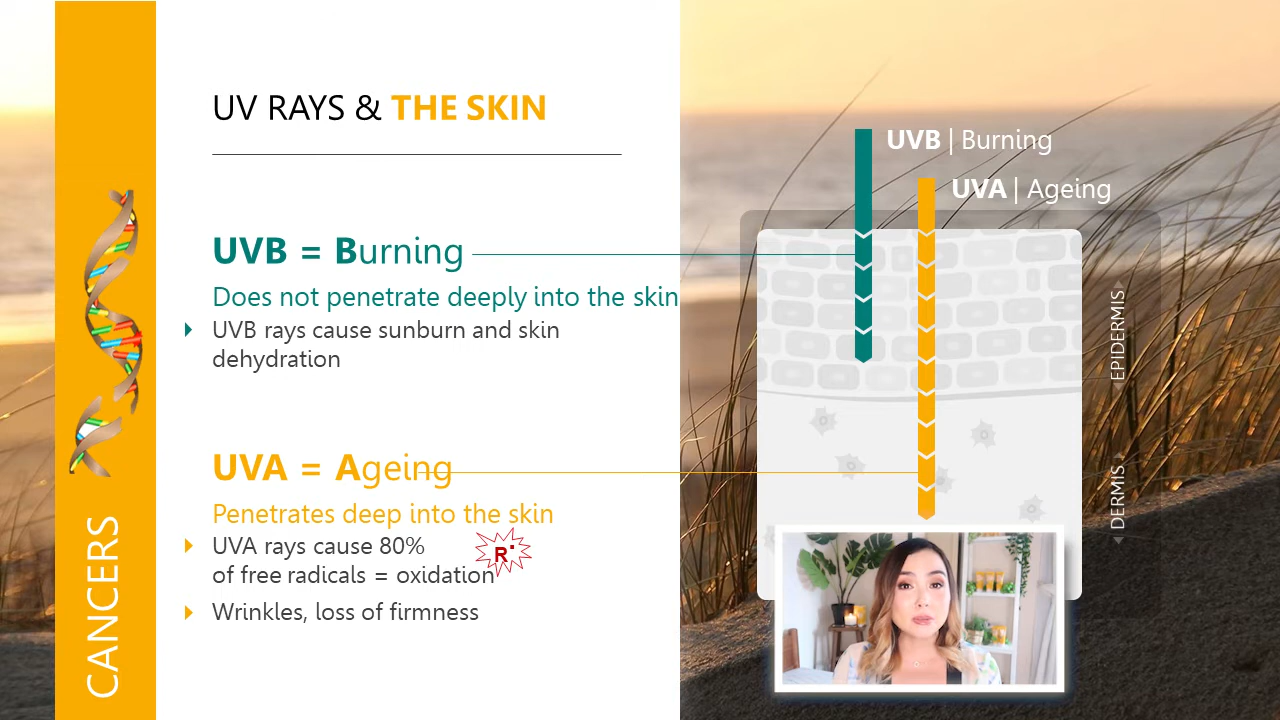 UV RAYS & THE SKIN
UVB = Burning
Does not penetrate deeply into the skin
UVB rays cause sunburn and skin
dehydration
UVA = Ageing
Penetrates deep into the skin
UVA rays cause 80%
of free radicals = oxidation
R•
Wrinkles, loss of firmness
CANCERS
UVB | Burning
UVA | Ageing
EPIDERMIS
DERMIS